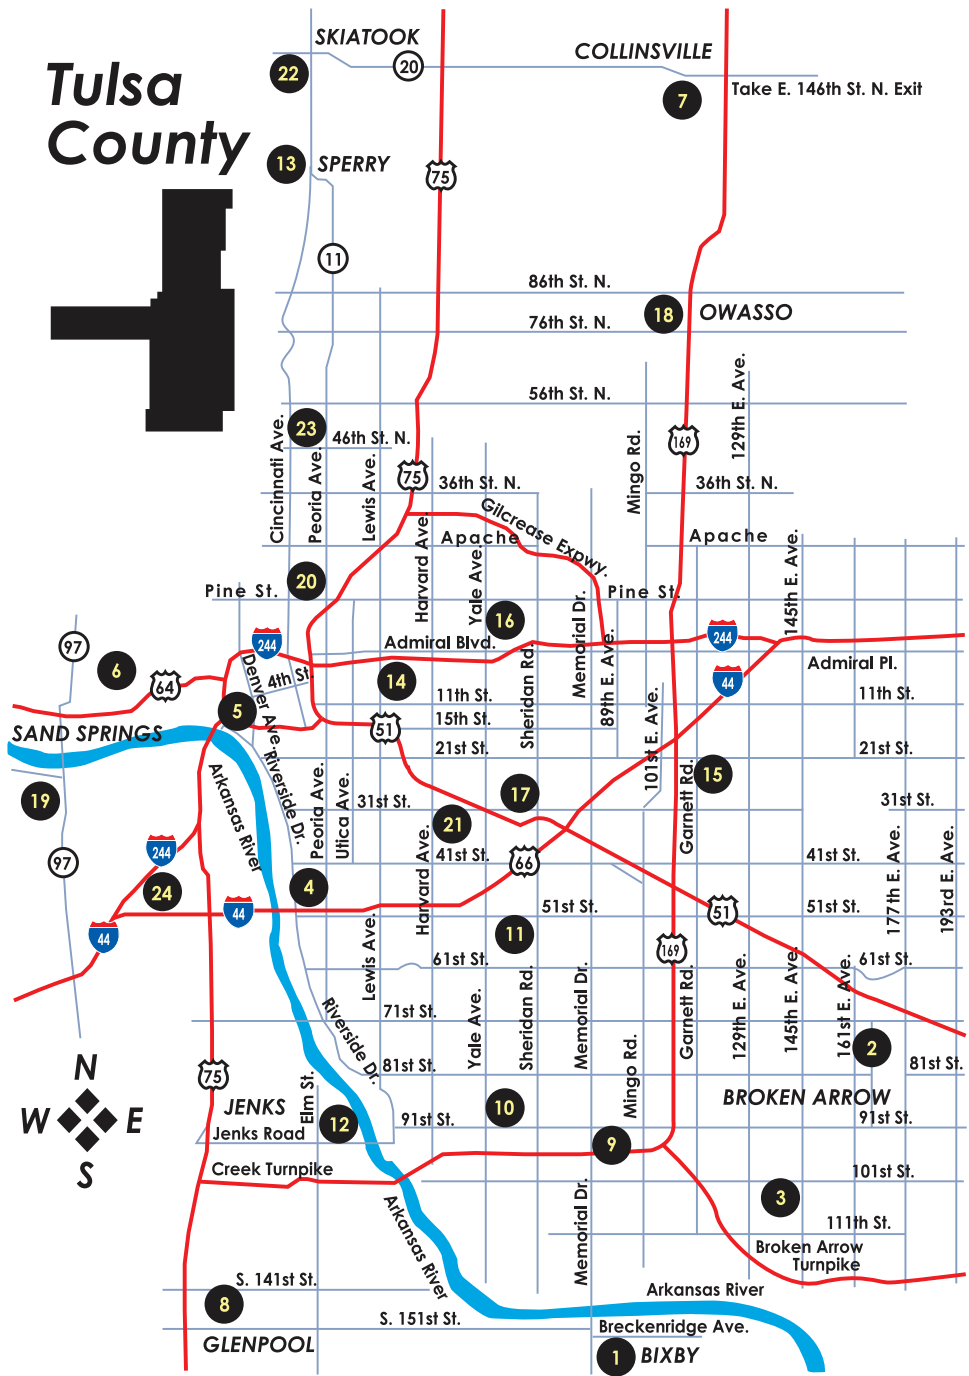 SKIATOOK
COLLINSVILLE
20
22
Tulsa
County
7
Take E. 146th St. N. Exit
13
SPERRY
75
11
86th St. N.
18
OWASSO
76th St. N.
129th E. Ave.
56th St. N.
Cincinnati Ave.
23
46th St. N.
Peoria Ave.
Lewis Ave.
Mingo Rd.
169
75
36th St. N.
36th St. N.
Gilcrease Expwy.
Harvard Ave.
Apache
Apache
Yale Ave.
145th E. Ave.
20
Pine St.
Pine St.
Memorial Dr.
16
97
244
Admiral Blvd.
244
89th E. Ave.
Sheridan Rd.
6
64
Denver Ave.
4th St.
14
44
Admiral Pl.
11th St.
11th St.
101st E. Ave.
5
15th St.
51
SAND SPRINGS
21st St.
21st St.
Arkansas River
Riverside Dr.
Peoria Ave.
Utica Ave.
15
Garnett Rd.
19
17
31st St.
31st St.
21
177th E. Ave.
193rd E. Ave.
Harvard Ave.
244
97
41st St.
66
41st St.
24
4
44
51st St.
51
51st St.
44
11
Lewis Ave.
61st St.
169
61st St.
Sheridan Rd.
Memorial Dr.
Garnett Rd.
129th E. Ave.
145th E. Ave.
161st E. Ave.
Yale Ave.
Riverside Dr.
71st St.
2
Mingo Rd.
N
75
81st St.
81st St.
Elm St.
JENKS
BROKEN ARROW
W
E
12
10
91st St.
91st St.
Jenks Road
9
S
Creek Turnpike
101st St.
3
Arkansas River
Memorial Dr.
111th St.
Broken Arrow
Turnpike
S. 141st St.
Arkansas River
8
S. 151st St.
Breckenridge Ave.
GLENPOOL
1
BIXBY